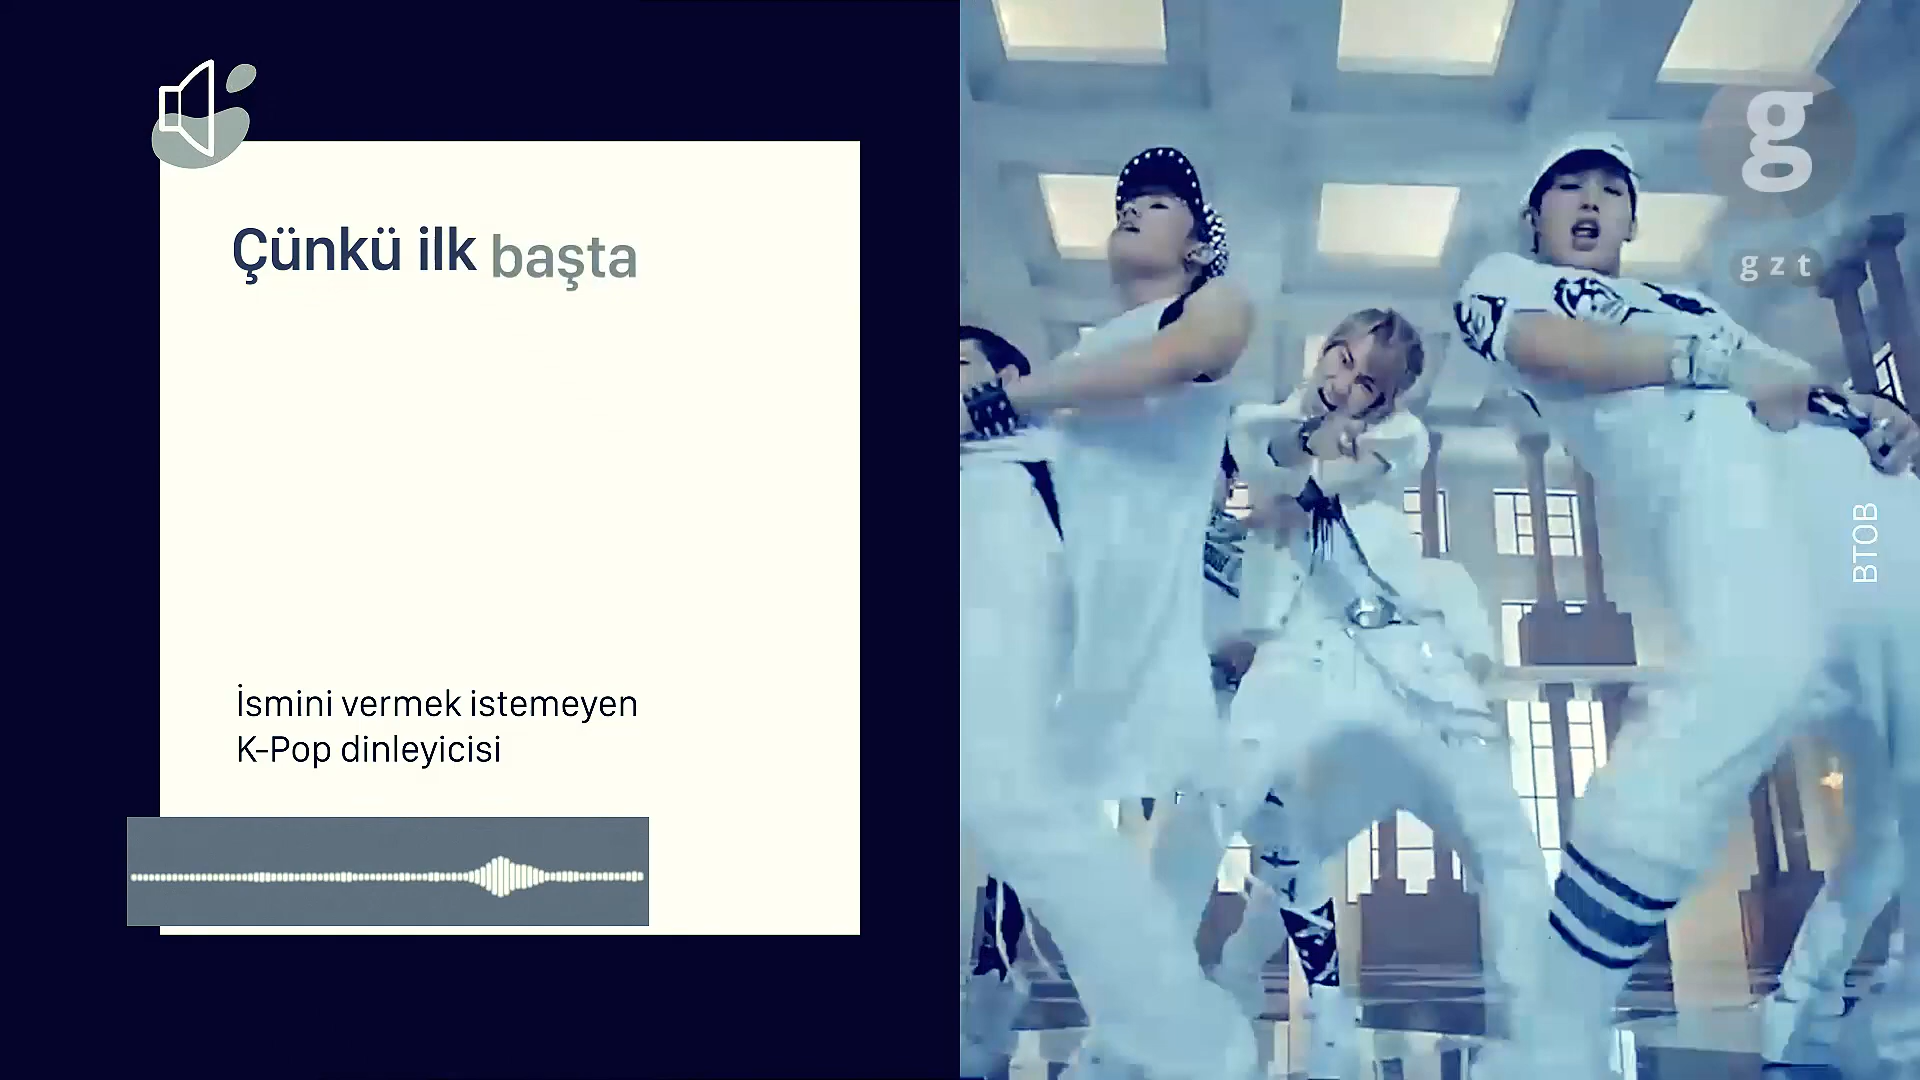 Çünkü ilk başta
İsmini vermek istemeyen
K-Pop dinleyicisi
g
gzt
BTOB